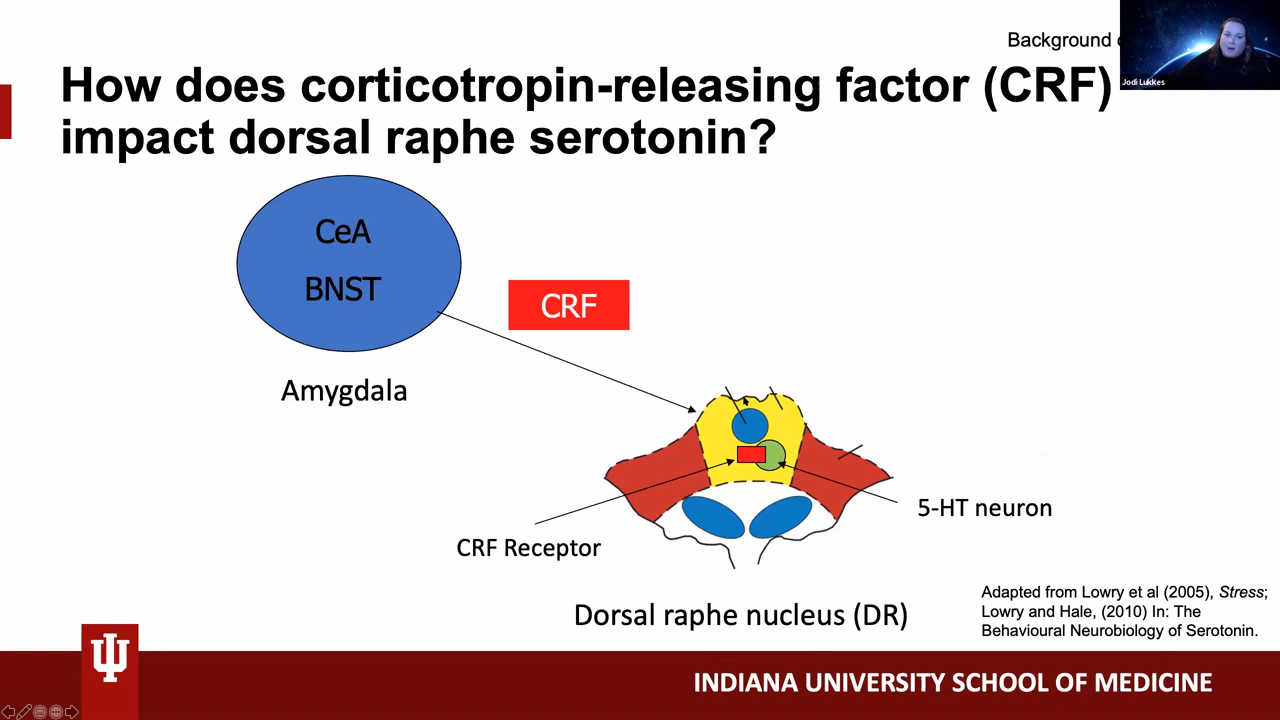 Background
How does corticotropin-releasing factor (CRF)
impact dorsal raphe serotonin?
Jodi Lukkes
CeA
BNST
CRF
Amygdala
5-HT neuron
CRF Receptor
Dorsal raphe nucleus (DR)
Adapted from Lowry et al (2005), Stress;
Lowry and Hale, (2010) In: The
Behavioural Neurobiology of Serotonin.
INDIANA UNIVERSITY SCHOOL OF MEDICINE